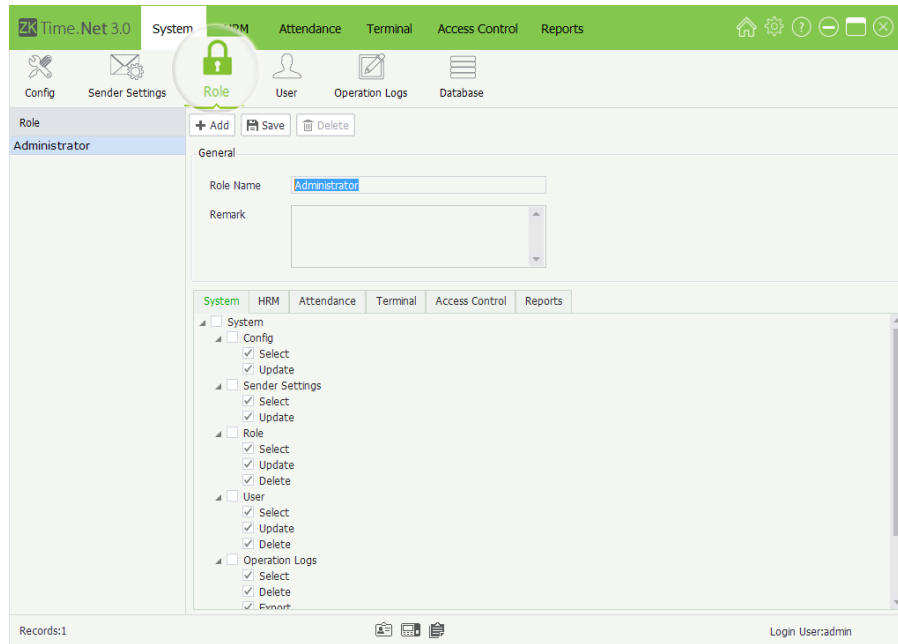 ZK Time.Net 3.0 System HRM Attendance Terminal Access Control Reports
Config Sender Settings Role User Operation Logs Database
Role
Administrator
+ Add Save Delete
General
Role Name Administrator
Remark
System HRM Attendance Terminal Access Control Reports
System
Config
Select
Update
Sender Settings
Select
Update
Role
Select
Update
Delete
User
Select
Update
Delete
Operation Logs
Select
Delete
Export
Records:1 Login User:admin